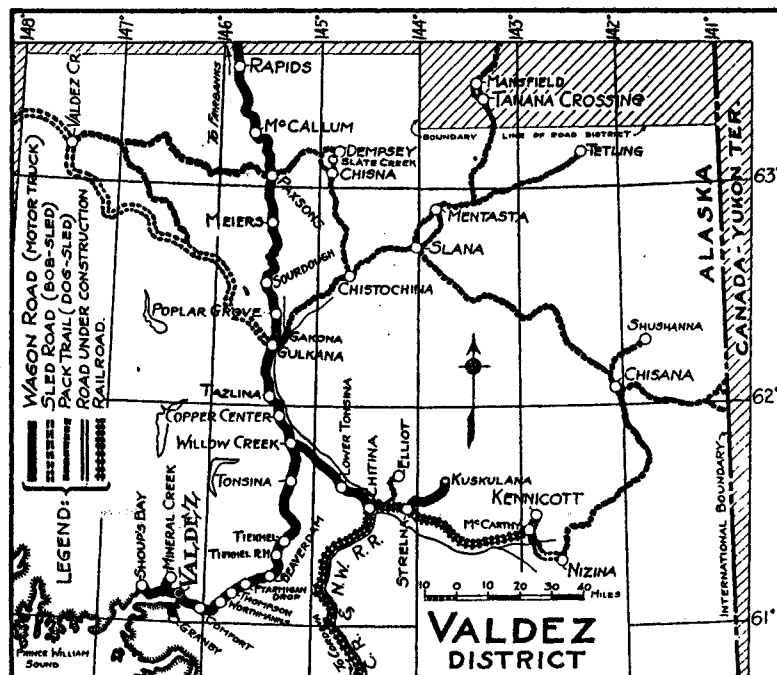 148°
147°
146°
145°
144°
143°
142°
141°
TO FAIRBANKS
RAPIDS
VALDEZ CR.
McCALLUM
MANSFIELD
TANANA CROSSING
BOUNDARY LINE OF ROAD DISTRICT
DEMPSEY
SLATE CREEK
CHISNA
TETLING
63°
PAXSONS
MEIERS
MENTASTA
SLANA
SOURDOUGH
CHISTOCHINA
POPLAR GROVE
GAKONA
GULKANA
SHUSHANNA
CHISANA
62°
TAZLINA
COPPER CENTER
WILLOW CREEK
LOWER TONSINA
CHITINA
ELLIOT
TONSINA
KUSKULANA
KENNICOTT
McCARTHY
STRELNA
NIZINA
TIEKHEL
TIEKHEL R.H.
BEAVERDAM
PTARMIGAN DROP
THOMPSON
WORTHMANNS
COMFORT
GRANBY
VALDEZ
MINERAL CREEK
SHOUP'S BAY
PRINCE WILLIAM
SOUND
C. R. & N.W. R.R.
ALASKA
CANADA-YUKON TER.
INTERNATIONAL BOUNDARY
61°
LEGEND:
WAGON ROAD (MOTOR TRUCK)
SLED ROAD (BOB-SLED)
PACK TRAIL (DOG-SLED)
ROAD UNDER CONSTRUCTION
RAILROAD.
10 0 10 20 30 40
MILES
VALDEZ
DISTRICT